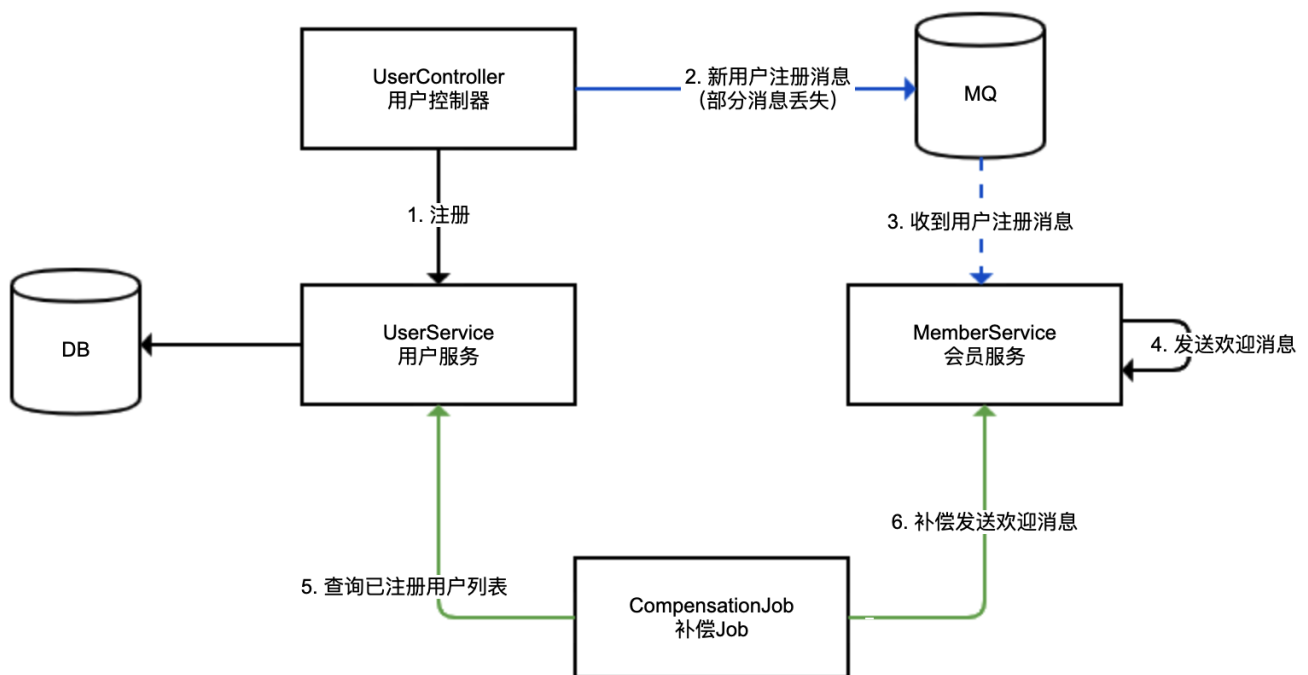 UserController
用户控制器
2. 新用户注册消息
(部分消息丢失)
MQ
1. 注册
3. 收到用户注册消息
DB
UserService
用户服务
MemberService
会员服务
4. 发送欢迎消息
6. 补偿发送欢迎消息
5. 查询已注册用户列表
CompensationJob
补偿Job